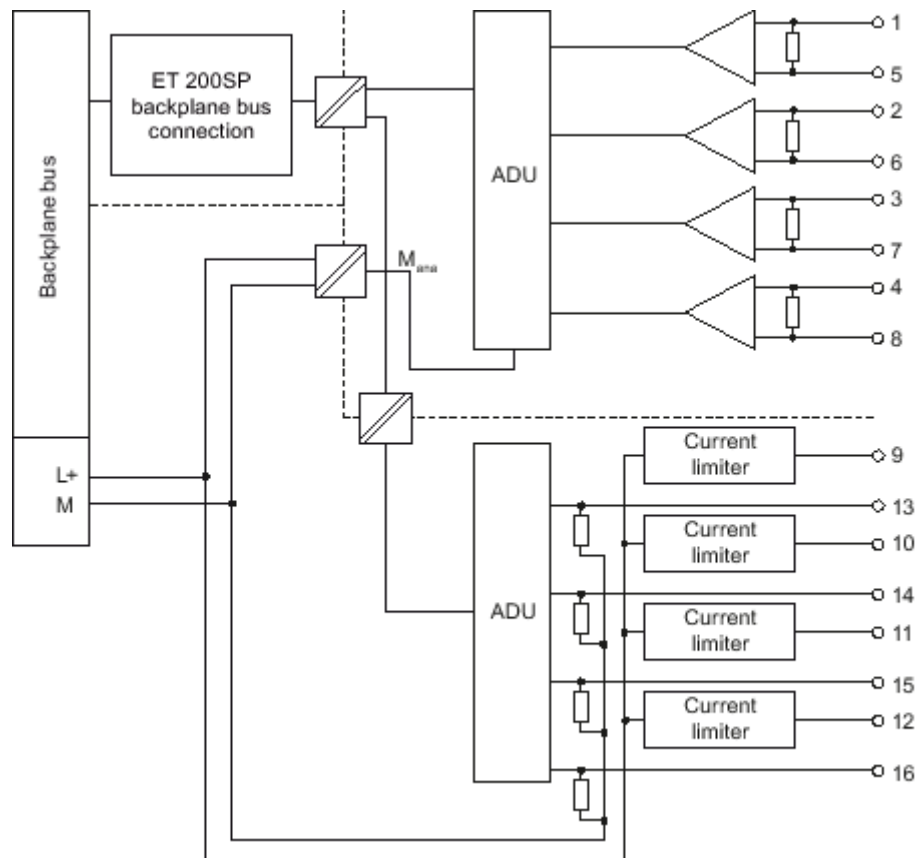 Backplane bus
ET 200SP
backplane bus
connection
ADU
1
5
2
6
3
7
4
8
Mana
L+
M
ADU
Current
limiter
9
13
Current
limiter
10
14
Current
limiter
11
15
Current
limiter
12
16